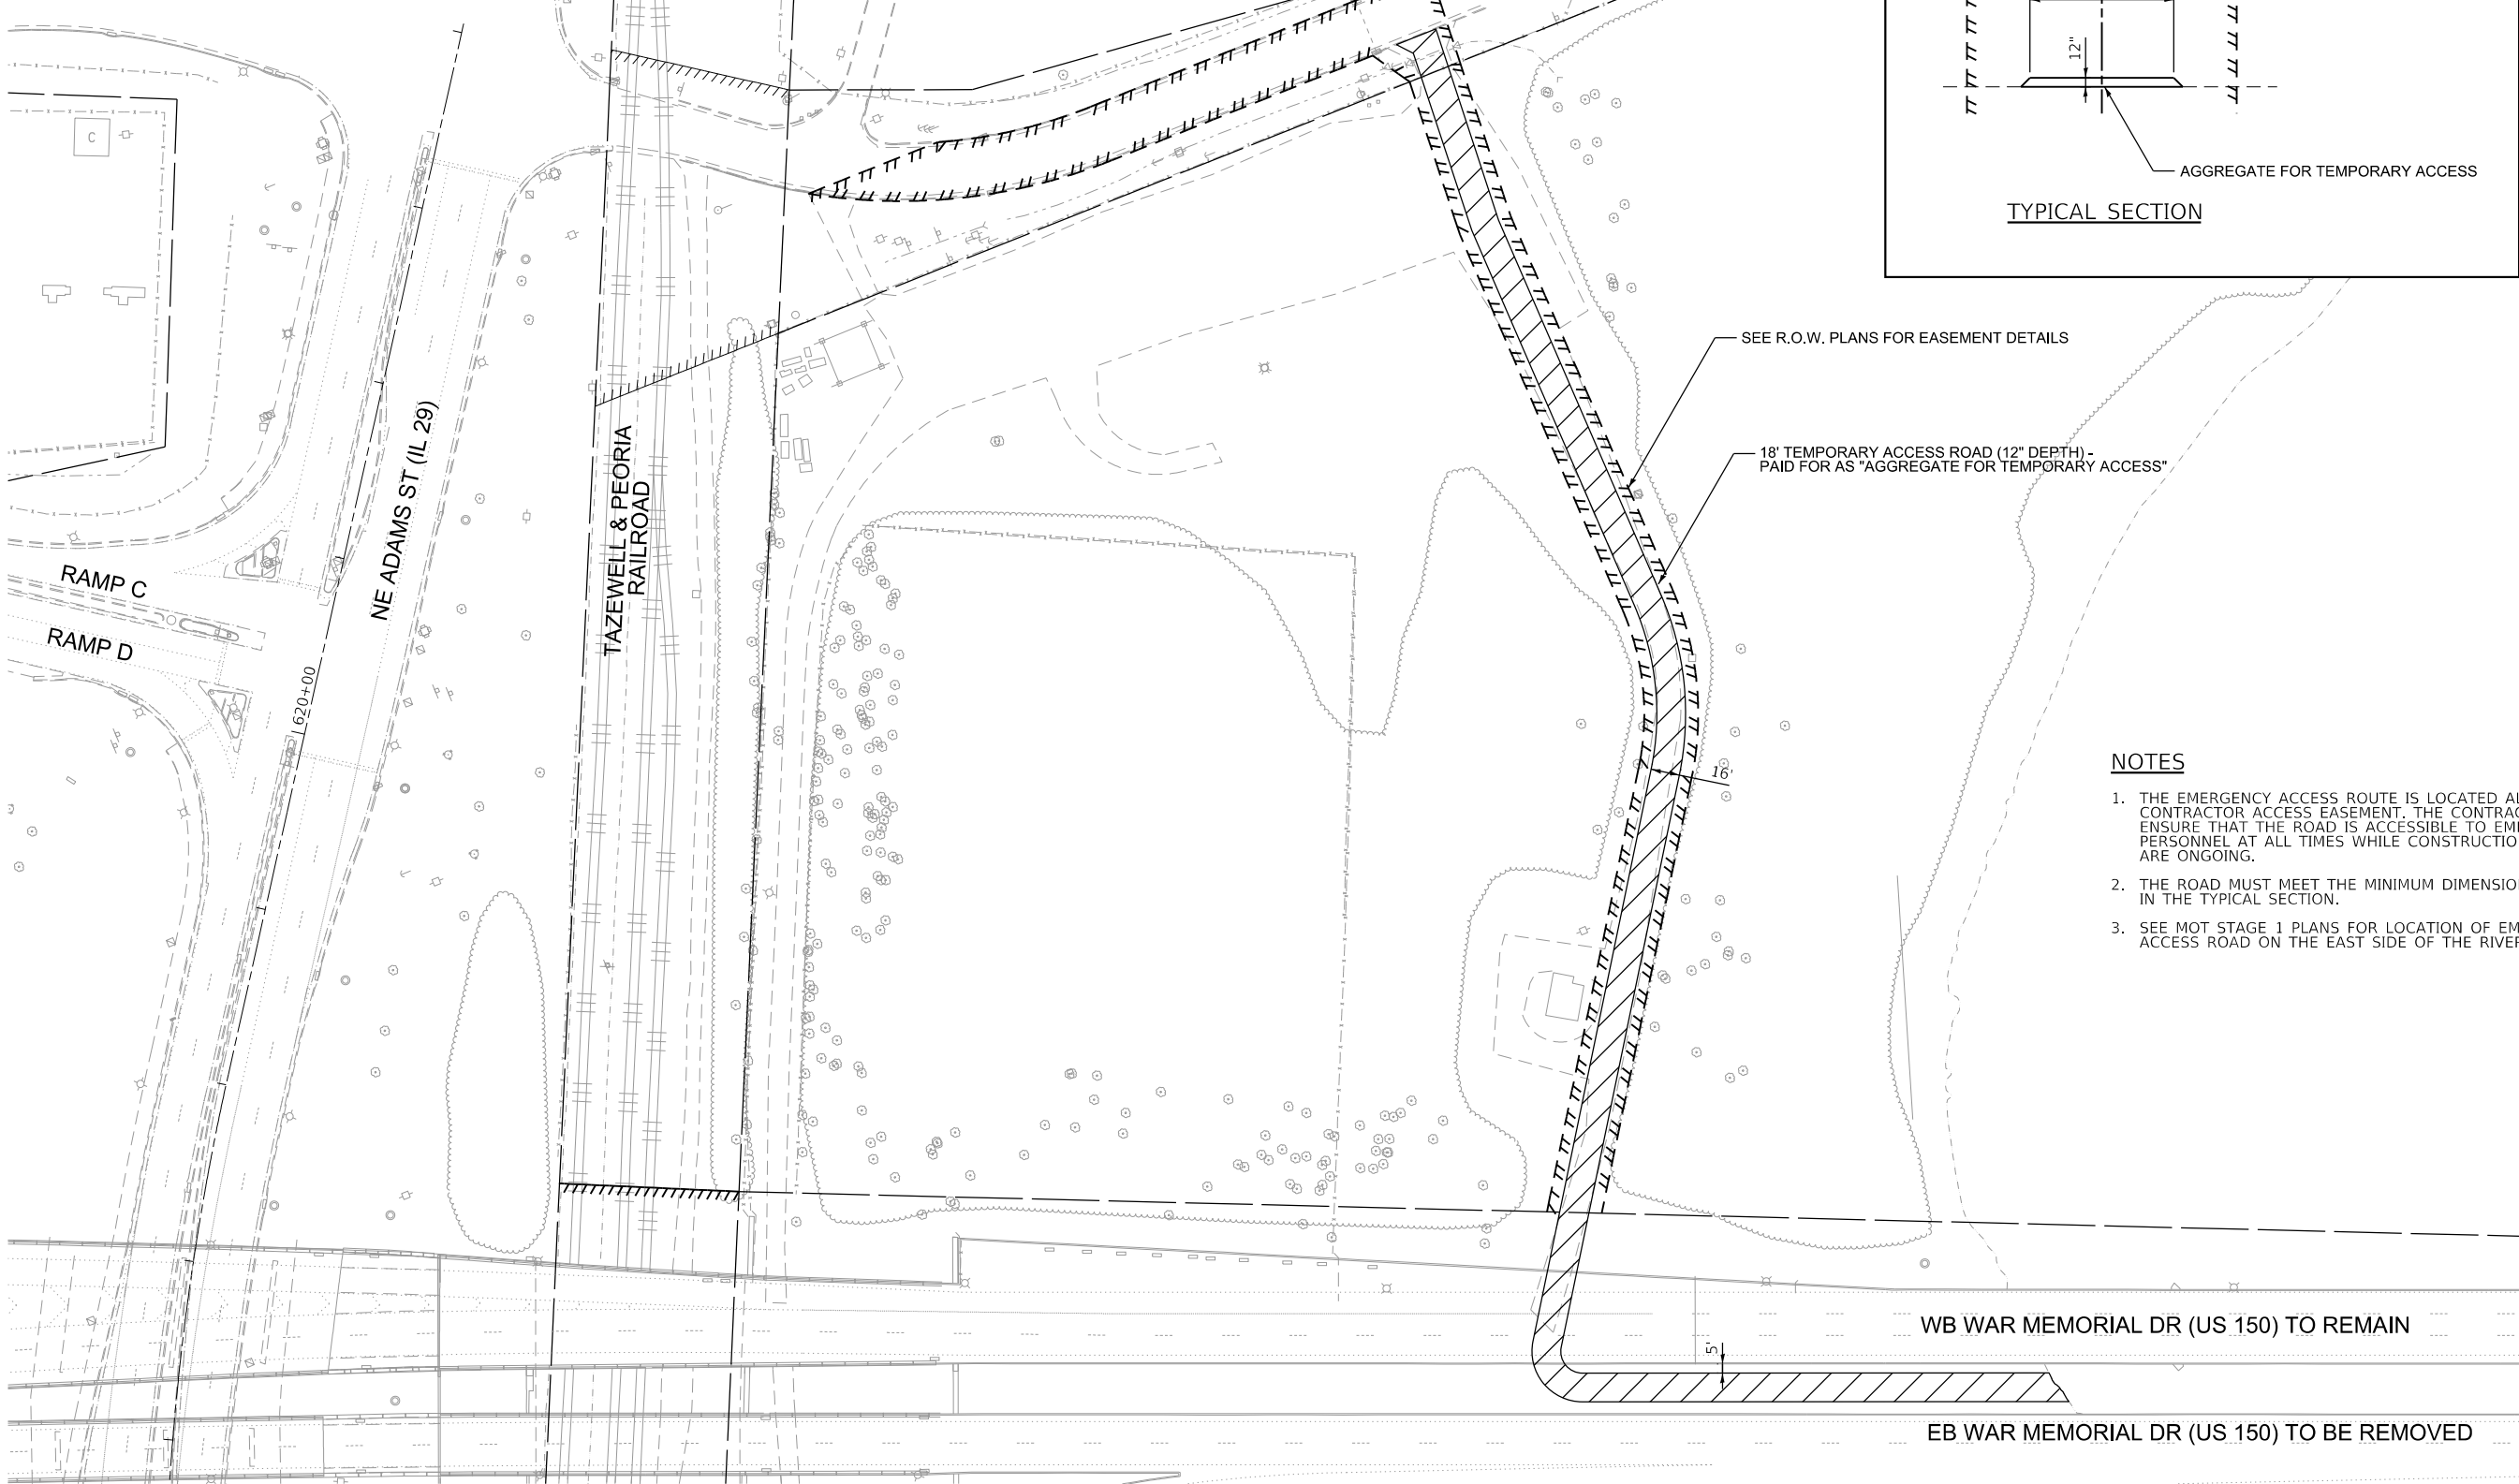 12"
AGGREGATE FOR TEMPORARY ACCESS
TYPICAL SECTION
C
NE ADAMS ST (IL 29)
TAZEWELL & PEORIA
RAILROAD
SEE R.O.W. PLANS FOR EASEMENT DETAILS
18' TEMPORARY ACCESS ROAD (12" DEPTH) -
PAID FOR AS "AGGREGATE FOR TEMPORARY ACCESS"
RAMP C
RAMP D
620+00
16'
NOTES
1. THE EMERGENCY ACCESS ROUTE IS LOCATED
CONTRACTOR ACCESS EASEMENT. THE
ENSURE THAT THE ROAD IS ACCESSIBLE TO
PERSONNEL AT ALL TIMES WHILE
ARE ONGOING.
2. THE ROAD MUST MEET THE MINIMUM
IN THE TYPICAL SECTION.
3. SEE MOT STAGE 1 PLANS FOR LOCATION OF
ACCESS ROAD ON THE EAST SIDE OF THE
WB WAR MEMORIAL DR (US 150) TO REMAIN
5'
EB WAR MEMORIAL DR (US 150) TO BE REMOVED